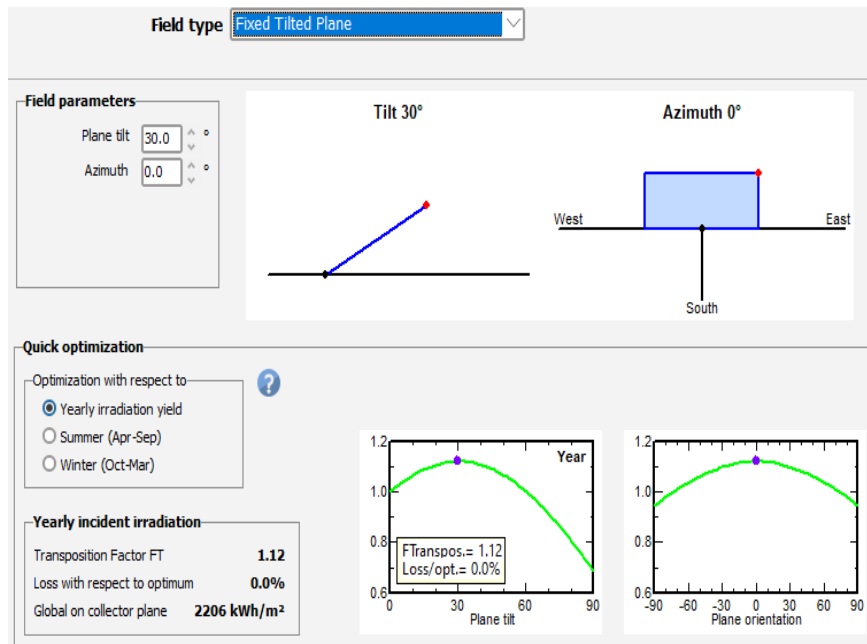 Field type Fixed Tilted Plane
Field parameters
Plane tilt 30.0 °
Azimuth 0.0 °
Tilt 30°
Azimuth 0°
West East
South
Quick optimization
Optimization with respect to
Yearly irradiation yield
Summer (Apr-Sep)
Winter (Oct-Mar)
?
Yearly incident irradiation
Transposition Factor FT 1.12
Loss with respect to optimum 0.0%
Global on collector plane 2206 kWh/m²
1.2
Year
1.0
0.8
FTranspos.= 1.12
Loss/opt.= 0.0%
0.6
0 30 60 90
Plane tilt
1.2
1.0
0.8
0.6
-90 -60 -30 0 30 60 90
Plane orientation